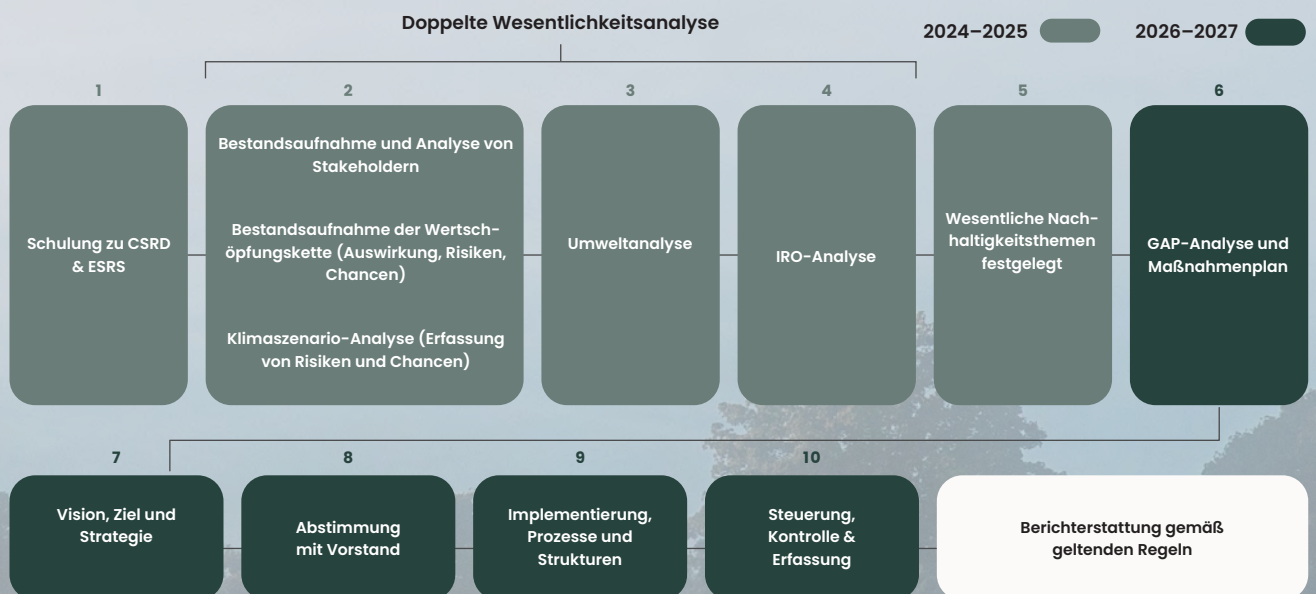 Doppelte Wesentlichkeitsanalyse
2024–2025
2026–2027
1
2
3
4
5
6
Schulung zu CSRD
& ESRS
Bestandsaufnahme und Analyse von
Stakeholdern
Bestandsaufnahme der Wertsch-
öpfungskette (Auswirkung, Risiken,
Chancen)
Klimaszenario-Analyse (Erfassung
von Risiken und Chancen)
Umweltanalyse
IRO-Analyse
Wesentliche Nach-
haltigkeitsthemen
festgelegt
GAP-Analyse und
Maßnahmenplan
7
8
9
10
Vision, Ziel und
Strategie
Abstimmung
mit Vorstand
Implementierung,
Prozesse und
Strukturen
Steuerung,
Kontrolle &
Erfassung
Berichterstattung gemäß
geltenden Regeln